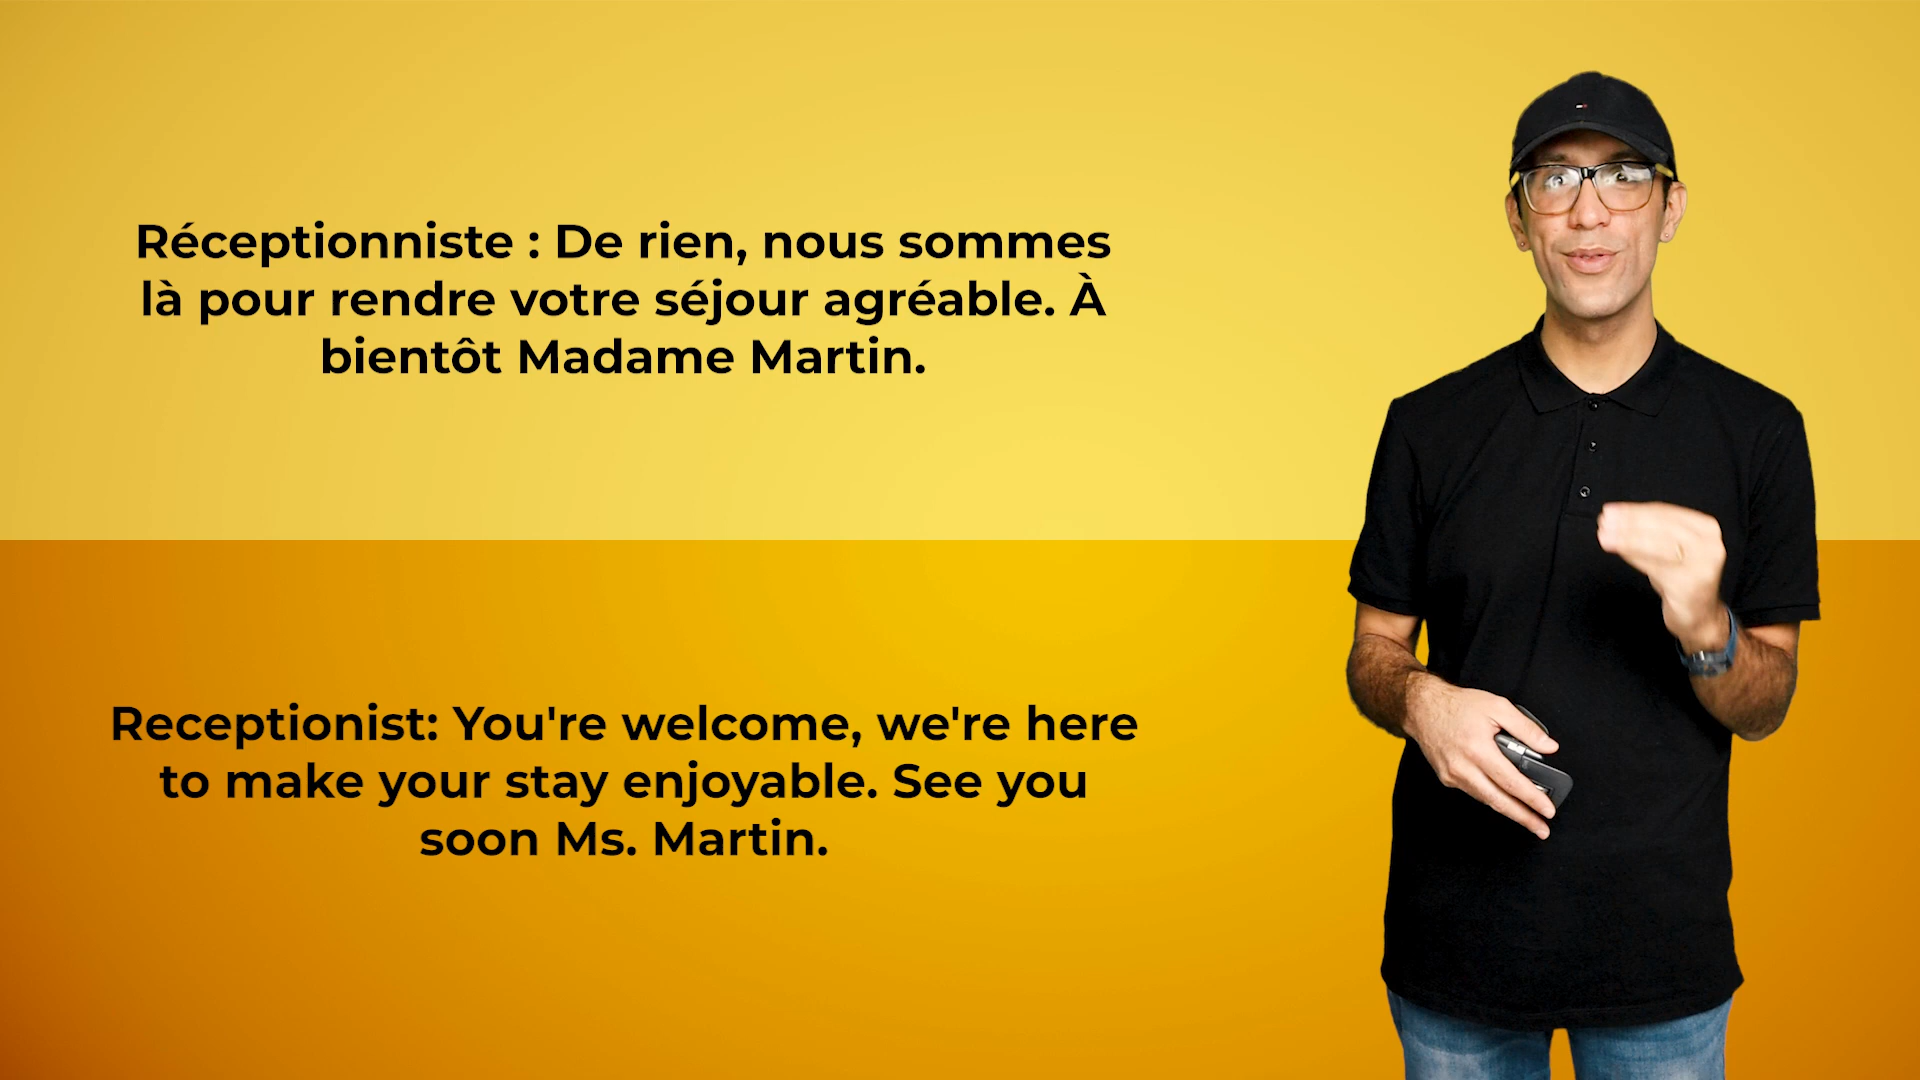 Réceptionniste : De rien, nous sommes
là pour rendre votre séjour agréable. À
bientôt Madame Martin.
Receptionist: You're welcome, we're here
to make your stay enjoyable. See you
soon Ms. Martin.